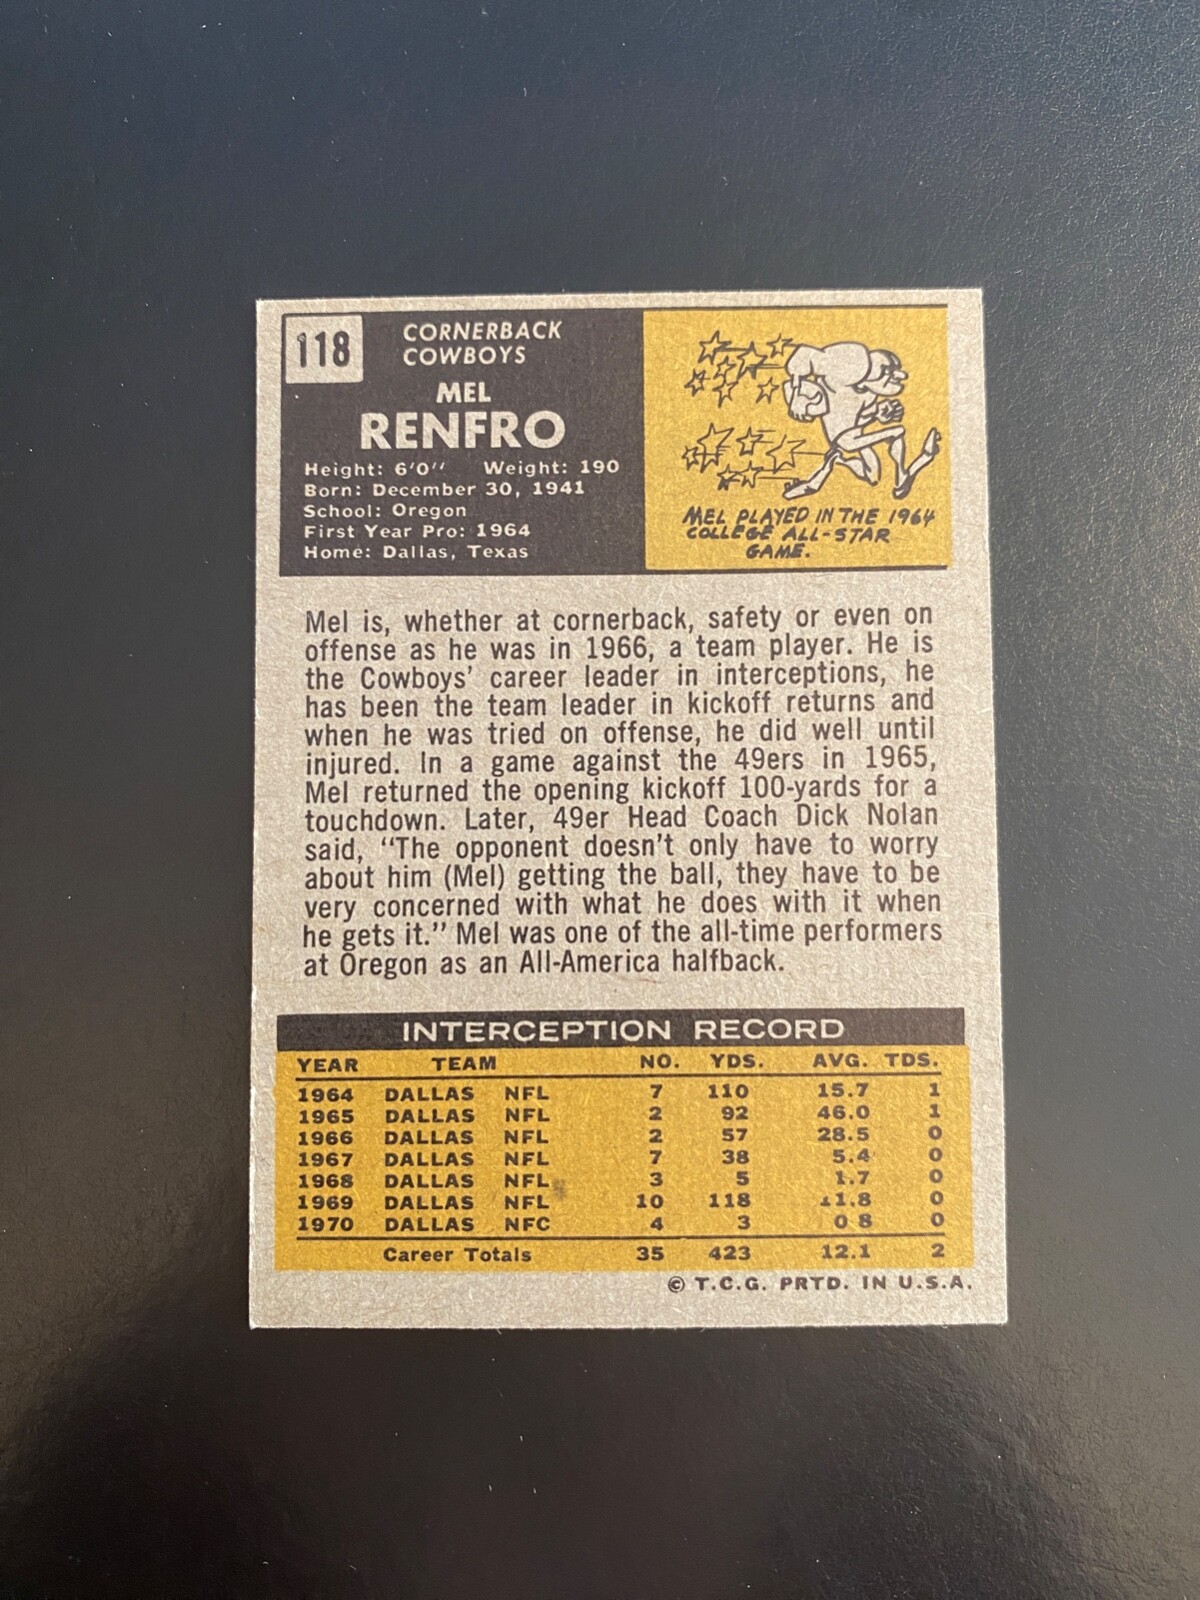 118
CORNERBACK
COWBOYS
MEL
RENFRO
Height: 6'0'' Weight: 190
Born: December 30, 1941
School: Oregon
First Year Pro: 1964
Home: Dallas, Texas
MEL PLAYED IN THE 1964
COLLEGE ALL-STAR
GAME.
Mel is, whether at cornerback, safety or even on
offense as he was in 1966, a team player. He is
the Cowboys' career leader in interceptions, he
has been the team leader in kickoff returns and
when he was tried on offense, he did well until
injured. In a game against the 49ers in 1965,
Mel returned the opening kickoff 100-yards for a
touchdown. Later, 49er Head Coach Dick Nolan
said, “The opponent doesn't only have to worry
about him (Mel) getting the ball, they have to be
very concerned with what he does with it when
he gets it.” Mel was one of the all-time performers
at Oregon as an All-America halfback.
INTERCEPTION RECORD
YEAR TEAM NO. YDS. AVG. TDS.
1964 DALLAS NFL 7 110 15.7 1
1965 DALLAS NFL 2 92 46.0 1
1966 DALLAS NFL 2 57 28.5 0
1967 DALLAS NFL 7 38 5.4 0
1968 DALLAS NFL 3 5 1.7 0
1969 DALLAS NFL 10 118 11.8 0
1970 DALLAS NFC 4 3 0 8 0
Career Totals 35 423 12.1 2
© T.C.G. PRTD. IN U.S.A.